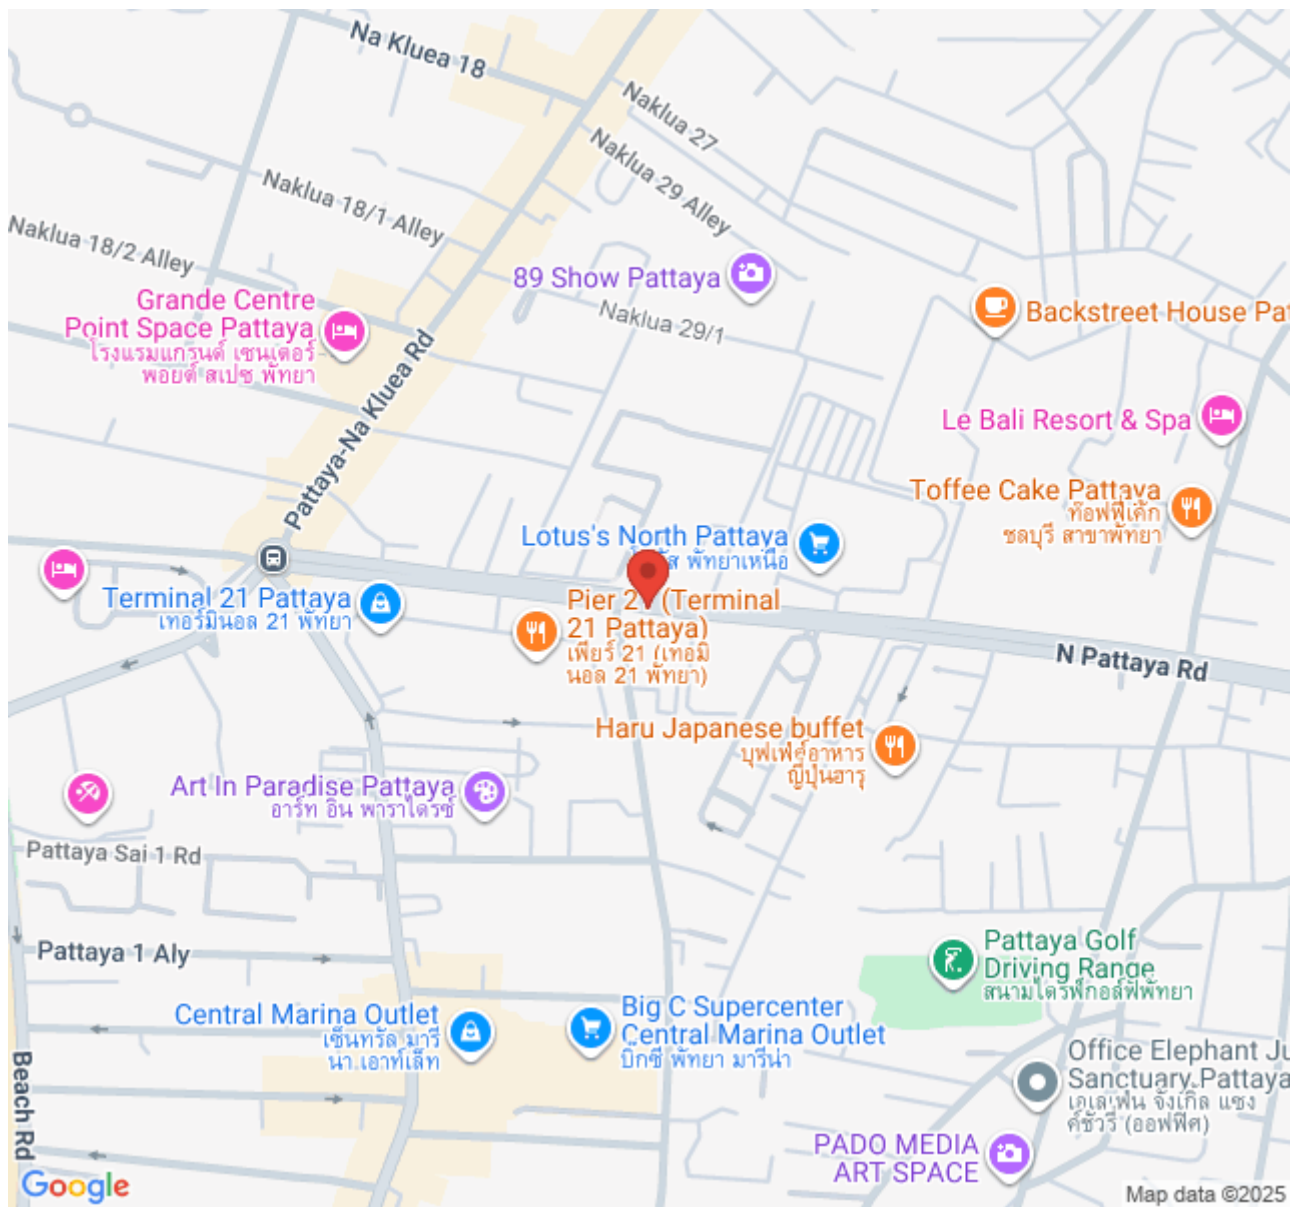 Na Kluea 18
Naklua 27
Naklua 29 Alley
Naklua 18/1 Alley
Naklua 18/2 Alley
89 Show Pattaya
Naklua 29/1
Grande Centre
Point Space Pattaya
โรงแรมแกรนด์ เซนเตอร์
พอยต์ สเปซ พัทยา
Backstreet House Pat
Pattaya-Na Kluea Rd
Le Bali Resort & Spa
Toffee Cake Pattaya
ท๊อฟฟี่เค้ก
ชลบุรี สาขาพัทยา
Lotus's North Pattaya
พัทยาเหนือ
Terminal 21 Pattaya
เทอร์มินอล 21 พัทยา
Pier 21 (Terminal
21 Pattaya)
เพียร์ 21 (เทอมิ
นอล 21 พัทยา)
N Pattaya Rd
Haru Japanese buffet
บุฟเฟ่ต์อาหาร
ญี่ปุ่นฮารุ
Art In Paradise Pattaya
อาร์ท อิน พาราไดรซ์
Pattaya Sai 1 Rd
Pattaya 1 Aly
Pattaya Golf
Driving Range
สนามไดรฟ์กอล์ฟพัทยา
Central Marina Outlet
เซ็นทรัล มารี
น่า เอาท์เล็ท
Big C Supercenter
Central Marina Outlet
บิ๊กซี พัทยา มารีน่า
Beach Rd
Office Elephant Ju
Sanctuary Pattaya
เอเลเฟ่น จังเกิล แซง
ค์ชัวรี่ (ออฟฟิศ)
PADO MEDIA
ART SPACE
Google
Map data ©2025